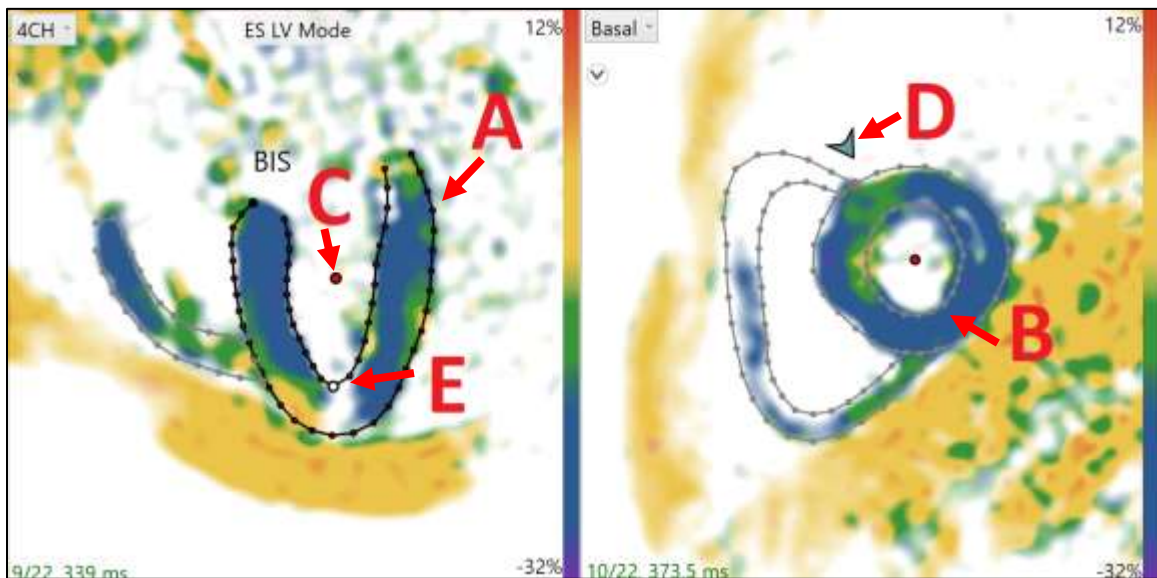 4CH
ES LV Mode
12%
BIS
A
C
E
9/22, 339 ms
-32%
Basal
12%
D
B
10/22, 373.5 ms
-32%